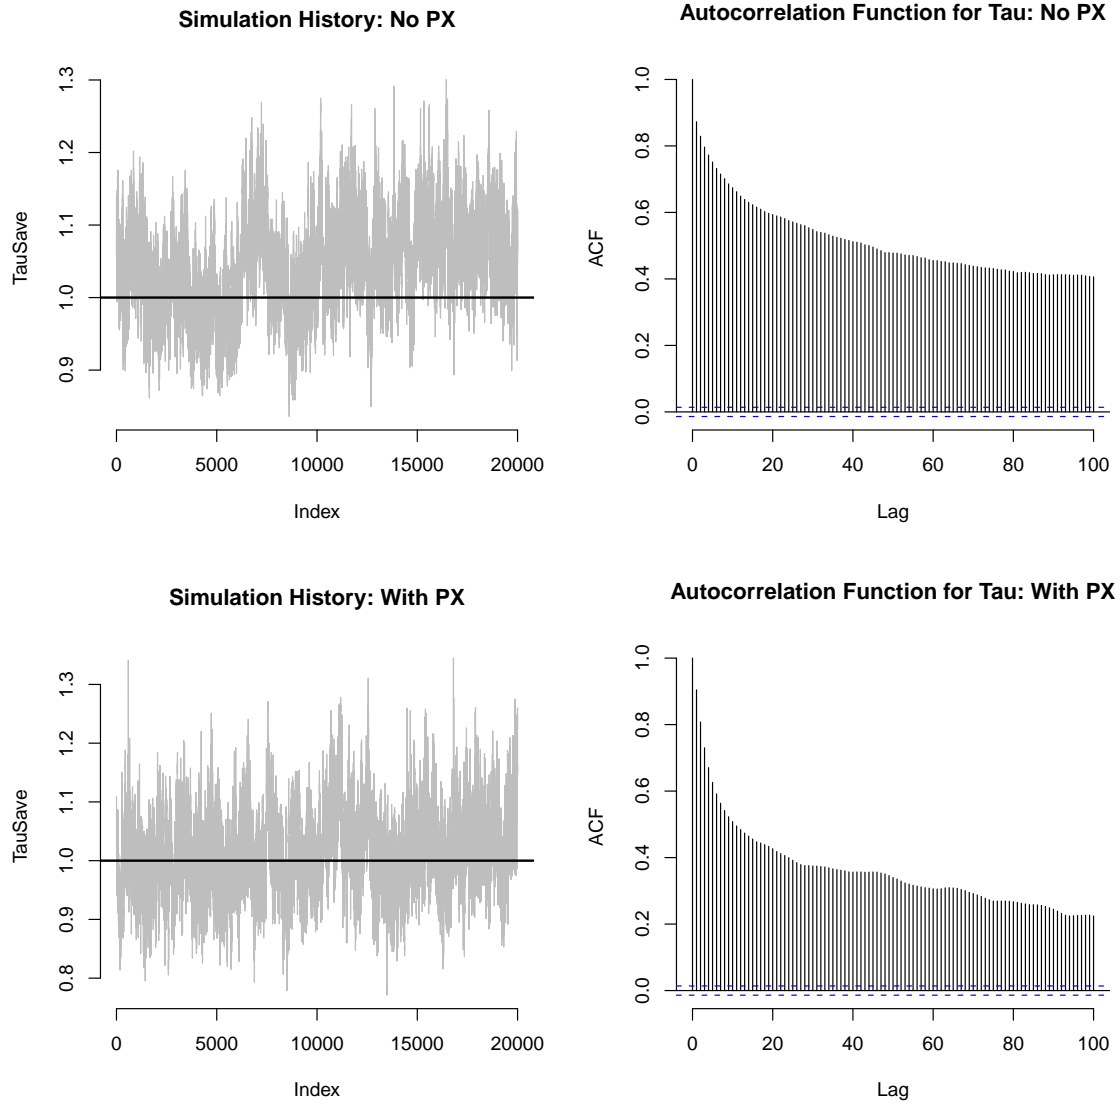 Simulation History: No PX
TauSave
0.9 1.0 1.1 1.2 1.3
0 5000 10000 15000 20000
Index
Autocorrelation Function for Tau: No PX
ACF
0.0 0.2 0.4 0.6 0.8 1.0
0 20 40 60 80 100
Lag
Simulation History: With PX
TauSave
0.8 0.9 1.0 1.1 1.2 1.3
0 5000 10000 15000 20000
Index
Autocorrelation Function for Tau: With PX
ACF
0.0 0.2 0.4 0.6 0.8 1.0
0 20 40 60 80 100
Lag